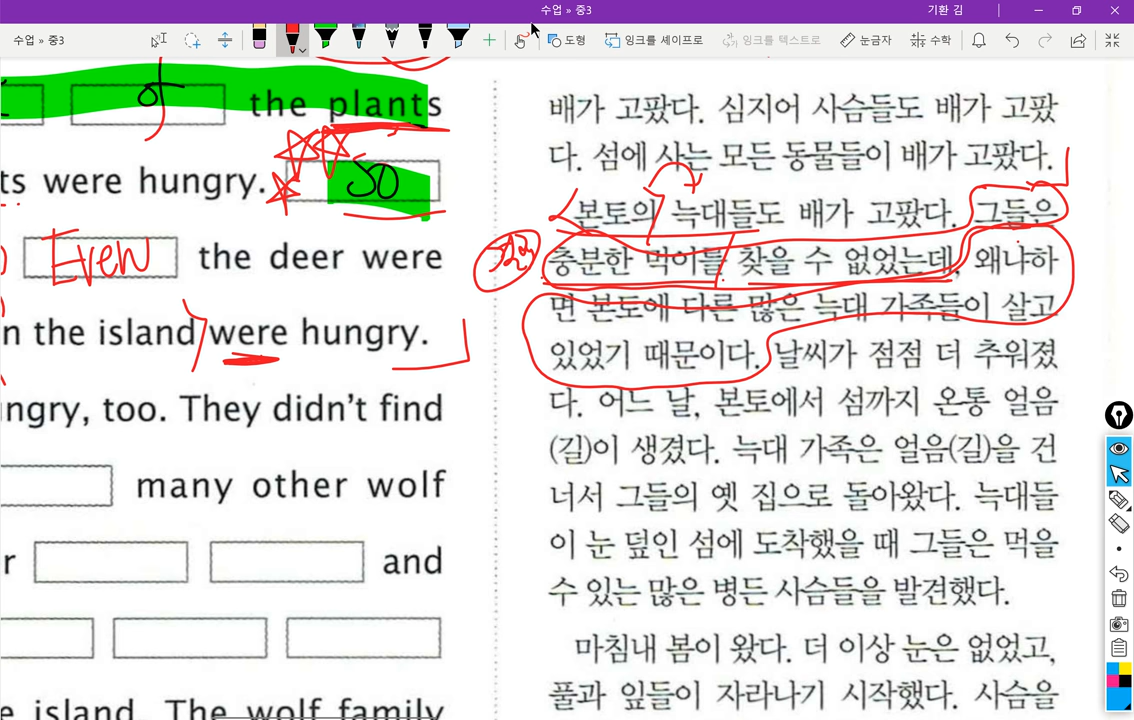 수업 » 중3
기환 김
수업 » 중3
도형
잉크를 셰이프로
잉크를 텍스트로
눈금자
수학
of the plants
ts were hungry. so
Even the deer were
n the island were hungry.
ngry, too. They didn't find
many other wolf
r and
e island. The wolf family
배가 고팠다. 심지어 사슴들도 배가 고팠
다. 섬에 사는 모든 동물들이 배가 고팠다.
본토의 늑대들도 배가 고팠다. 그들은
충분한 먹이를 찾을 수 없었는데, 왜냐하
면 본토에 다른 많은 늑대 가족들이 살고
있었기 때문이다. 날씨가 점점 더 추워졌
다. 어느 날, 본토에서 섬까지 온통 얼음
(길)이 생겼다. 늑대 가족은 얼음(길)을 건
너서 그들의 옛 집으로 돌아왔다. 늑대들
이 눈 덮인 섬에 도착했을 때 그들은 먹을
수 있는 많은 병든 사슴들을 발견했다.
마침내 봄이 왔다. 더 이상 눈은 없었고,
풀과 잎들이 자라나기 시작했다. 사슴을